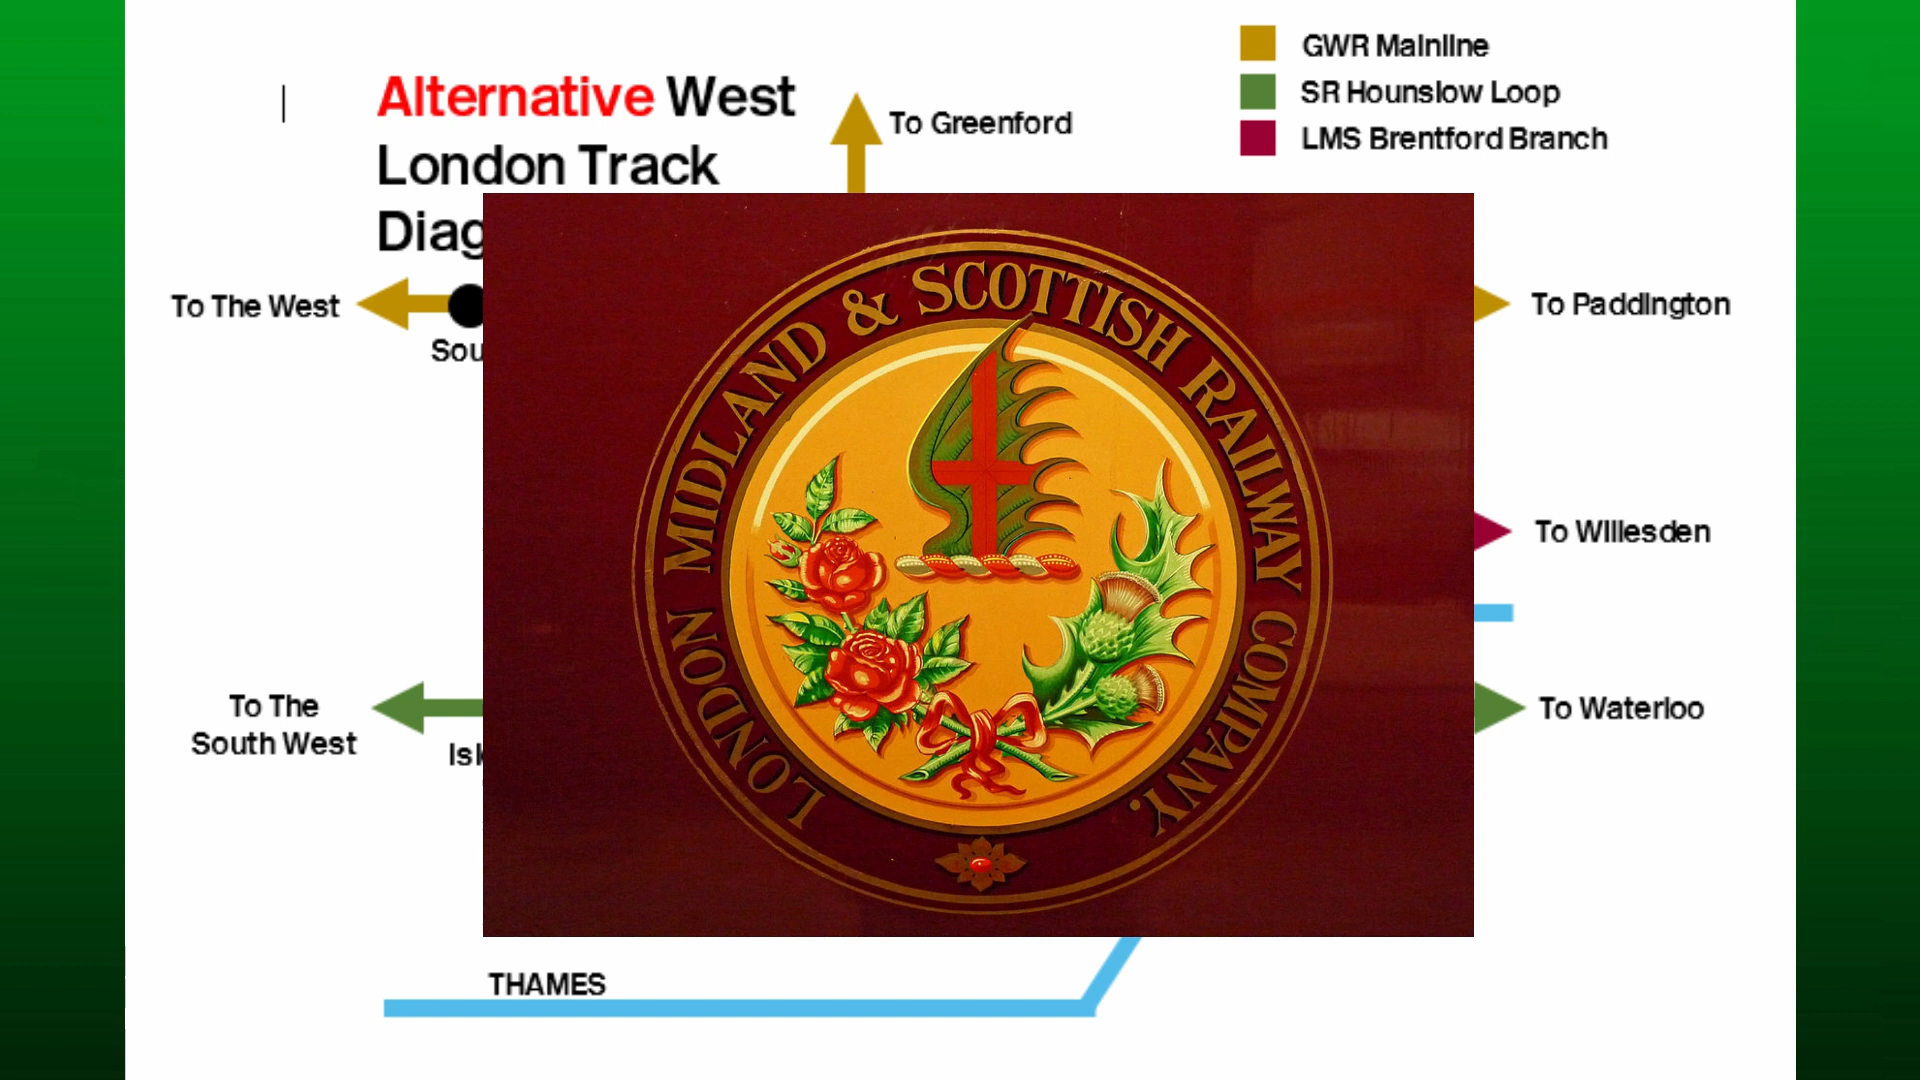 Alternative West
London Track
Diag
GWR Mainline
SR Hounslow Loop
LMS Brentford Branch
To Greenford
To The West
Sou
To Paddington
LONDON MIDLAND & SCOTTISH RAILWAY COMPANY.
To Willesden
To The
South West
Isl
To Waterloo
THAMES